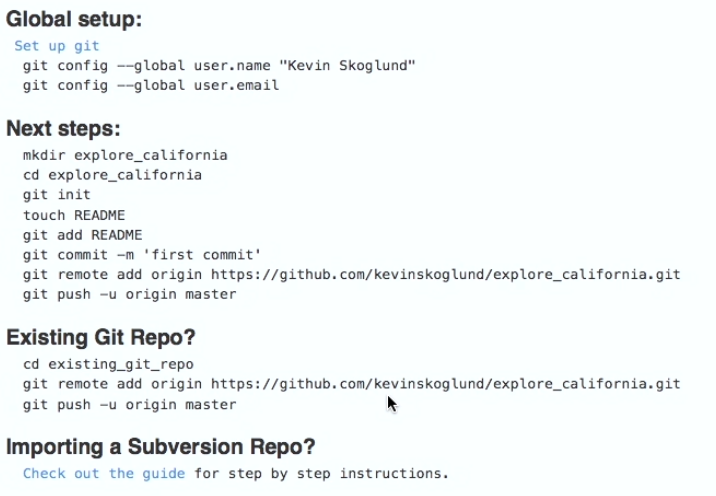 Global setup:
Set up git
git config --global user.name "Kevin Skoglund"
git config --global user.email
Next steps:
mkdir explore_california
cd explore_california
git init
touch README
git add README
git commit -m 'first commit'
git remote add origin https://github.com/kevinskoglund/explore_california.git
git push -u origin master
Existing Git Repo?
cd existing_git_repo
git remote add origin https://github.com/kevinskoglund/explore_california.git
git push -u origin master
Importing a Subversion Repo?
Check out the guide for step by step instructions.